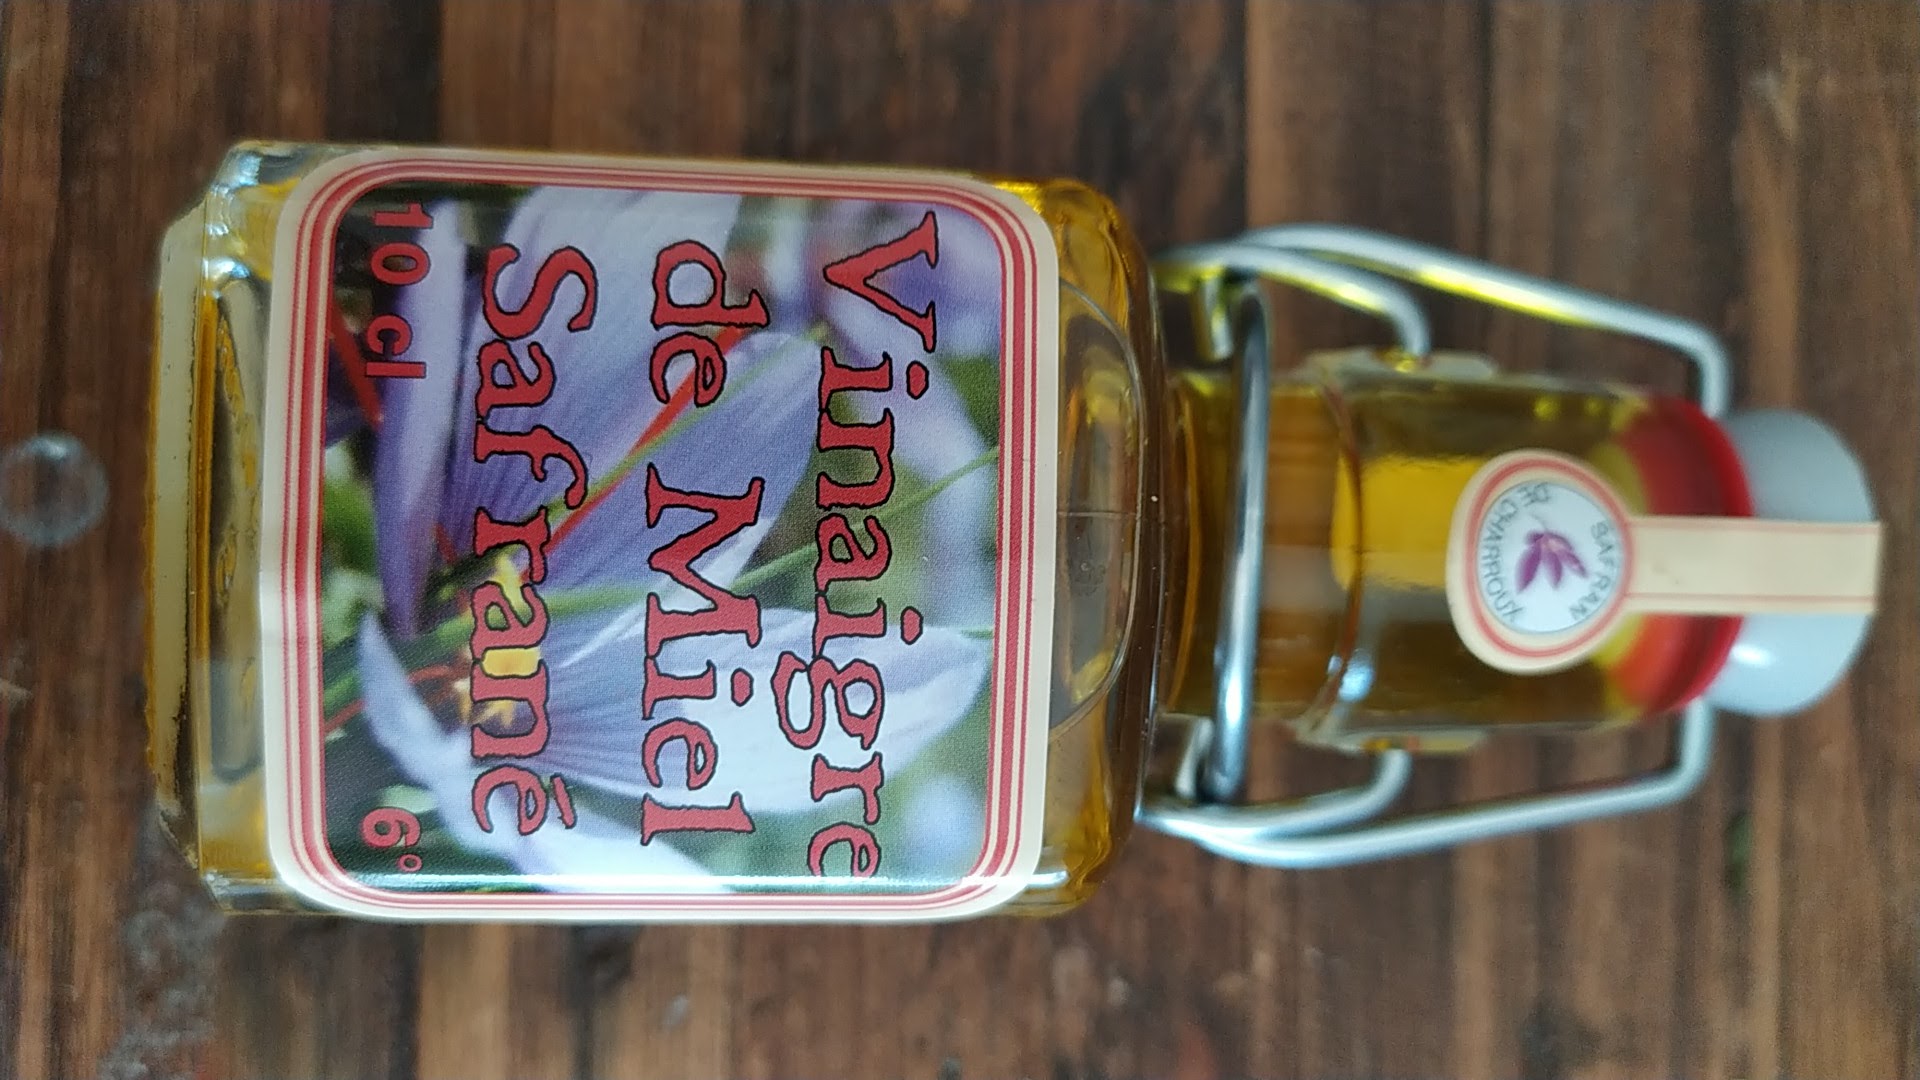 SAFRAN
DE CHARROUX
Vinaigre
de Miel
Safrané
10 cl 6°